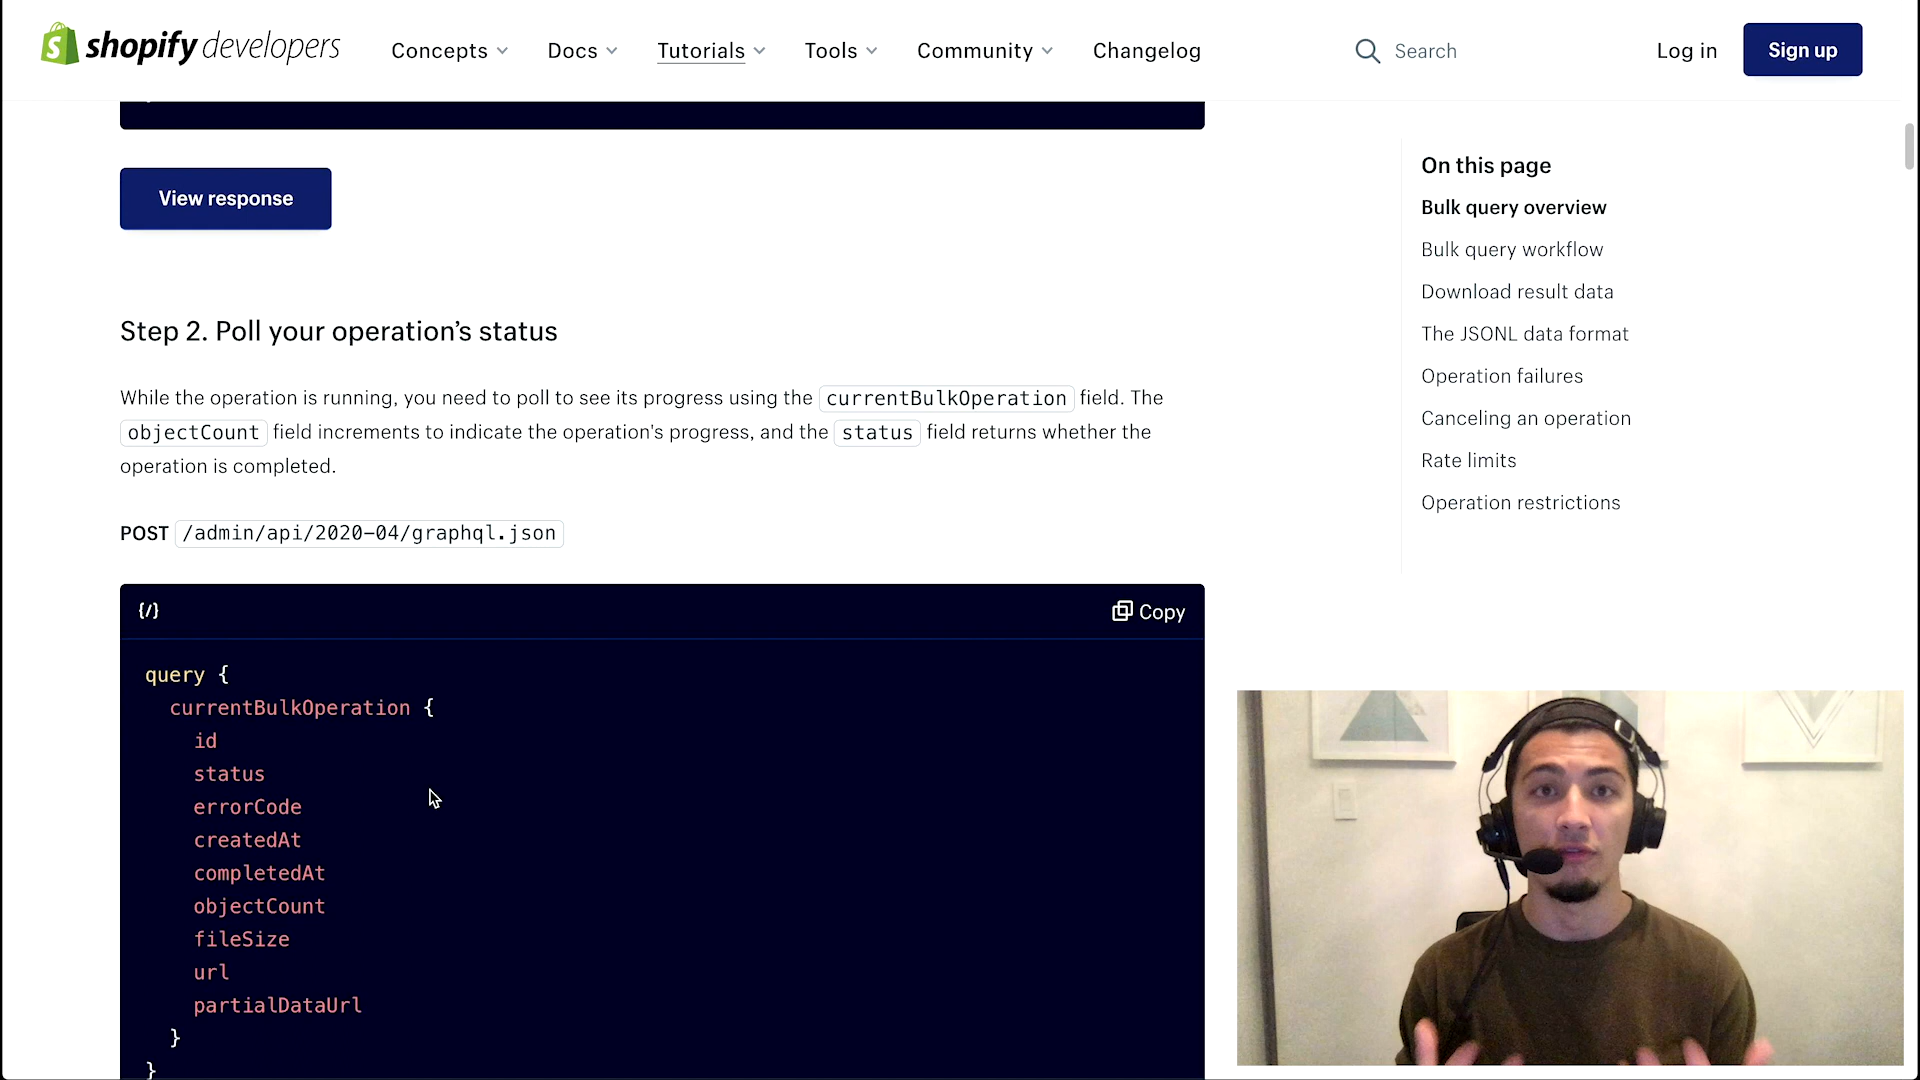 shopify developers
Concepts
Docs
Tutorials
Tools
Community
Changelog
Search
Log in
Sign up
View response
Step 2. Poll your operation’s status
While the operation is running, you need to poll to see its progress using the currentBulkOperation field. The
objectCount field increments to indicate the operation's progress, and the status field returns whether the
operation is completed.
POST /admin/api/2020-04/graphql.json
{/}
Copy
query {
currentBulkOperation {
id
status
errorCode
createdAt
completedAt
objectCount
fileSize
url
partialDataUrl
}
}
On this page
Bulk query overview
Bulk query workflow
Download result data
The JSONL data format
Operation failures
Canceling an operation
Rate limits
Operation restrictions